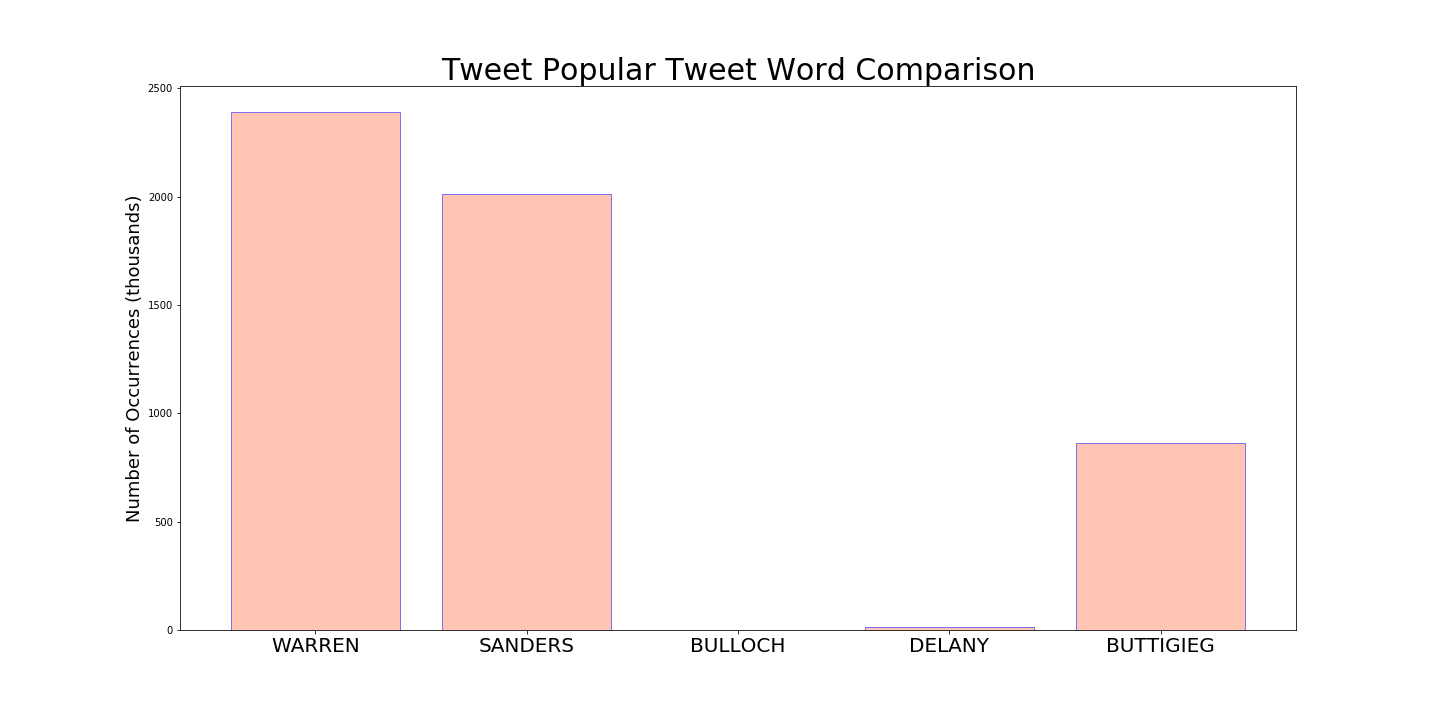 Tweet Popular Tweet Word Comparison
Number of Occurrences (thousands)
2500
2000
1500
1000
500
0
WARREN SANDERS BULLOCH DELANY BUTTIGIEG